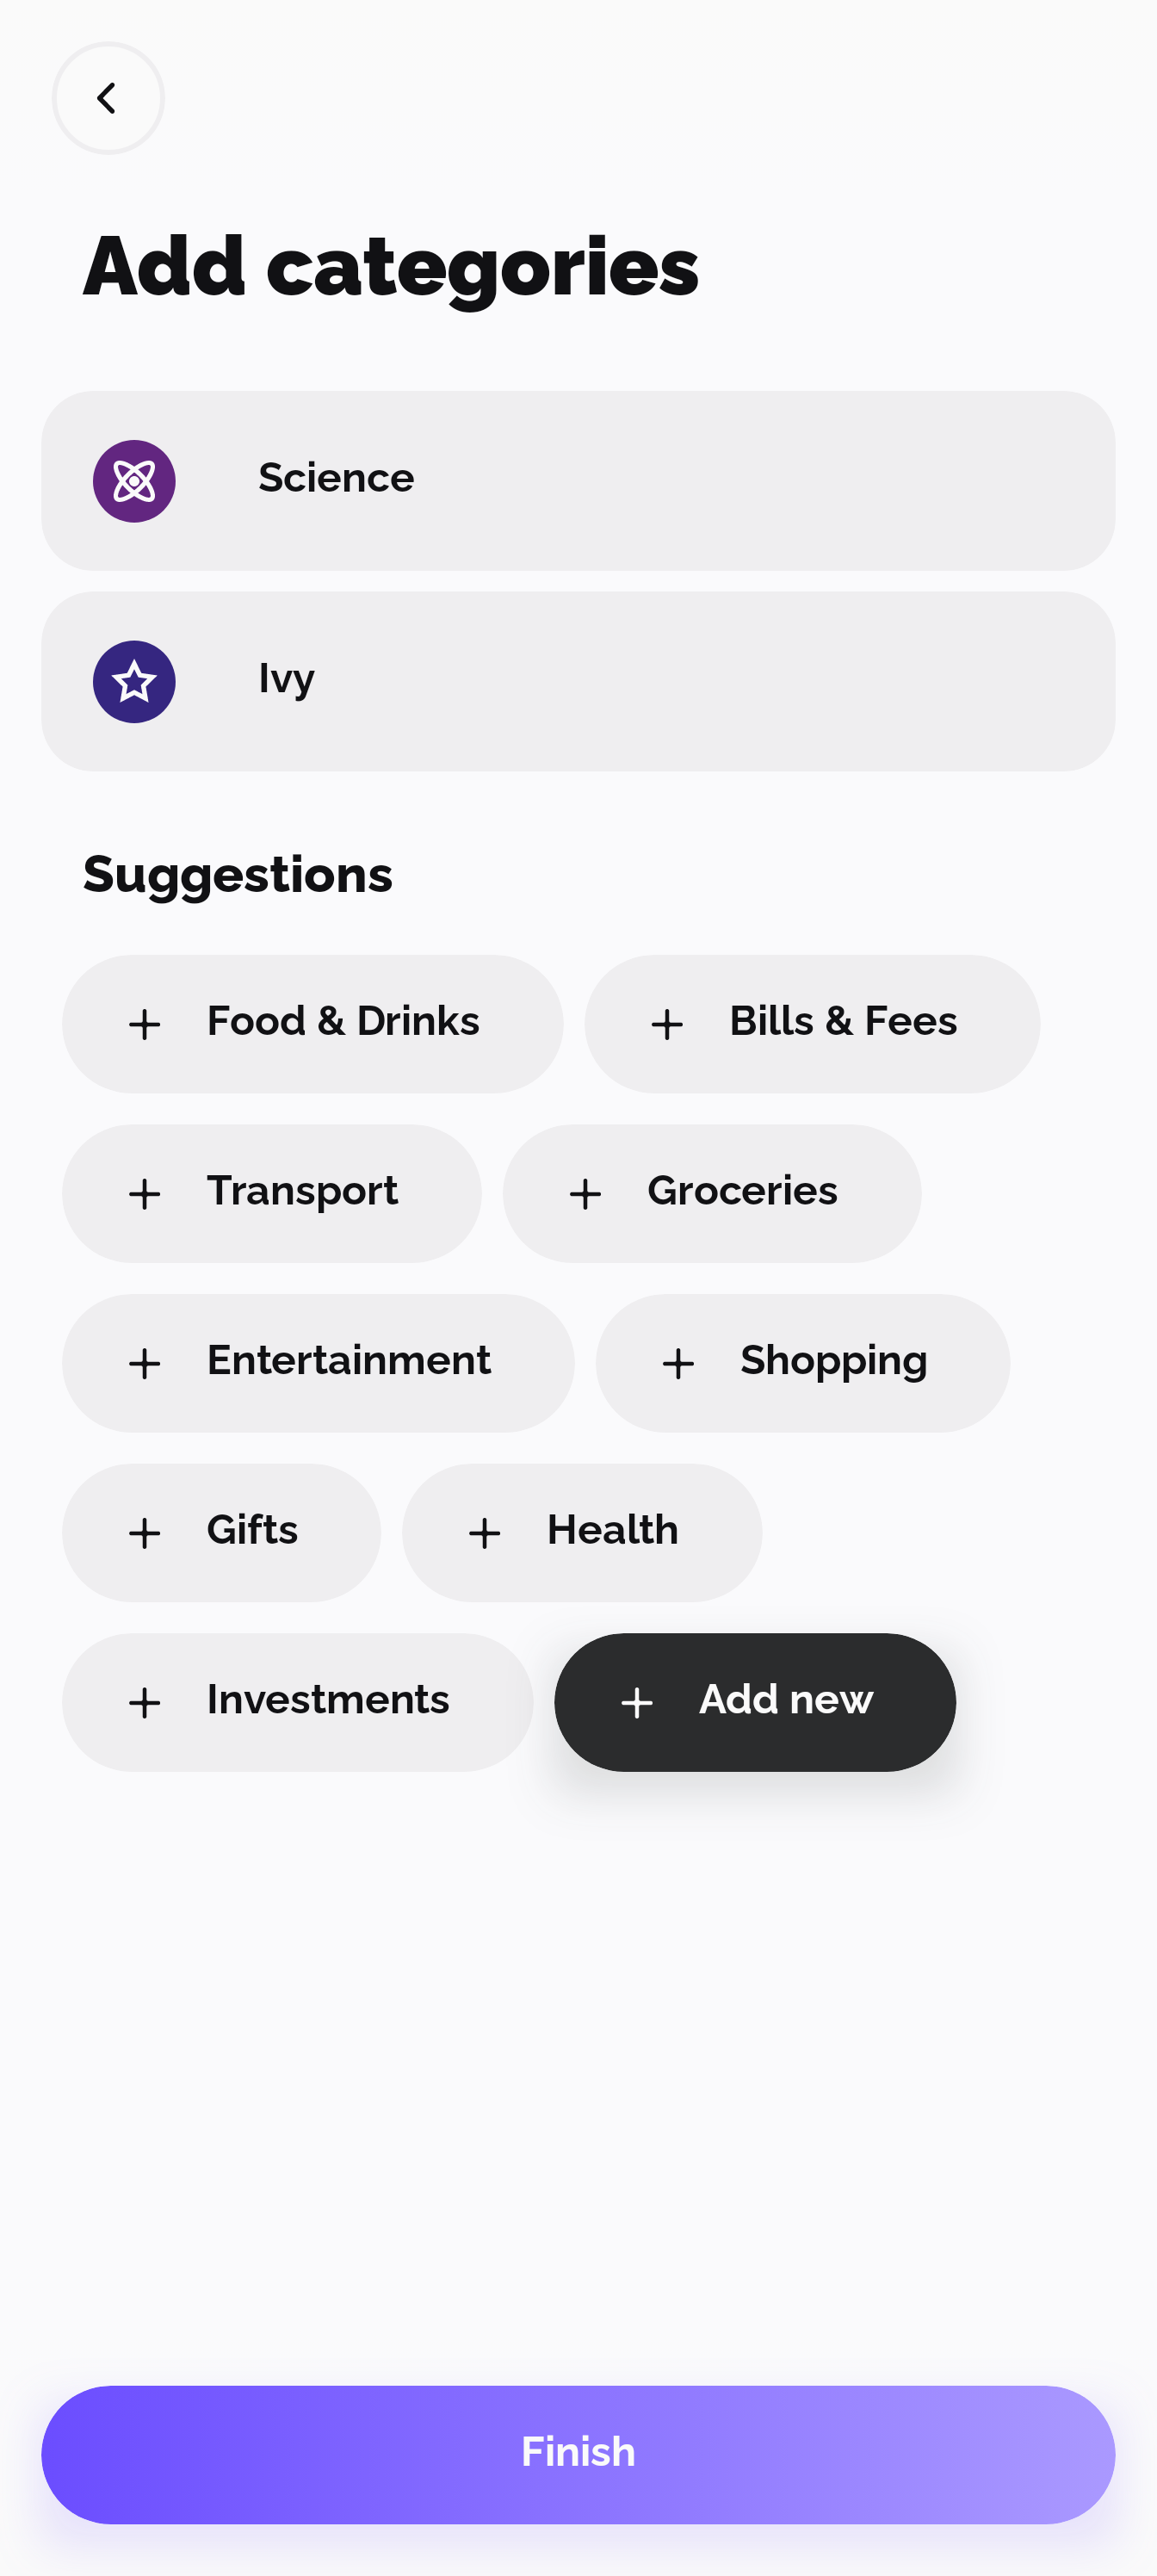 Add categories
Science
Ivy
Suggestions
Food & Drinks
Bills & Fees
Transport
Groceries
Entertainment
Shopping
Gifts
Health
Investments
Add new
Finish